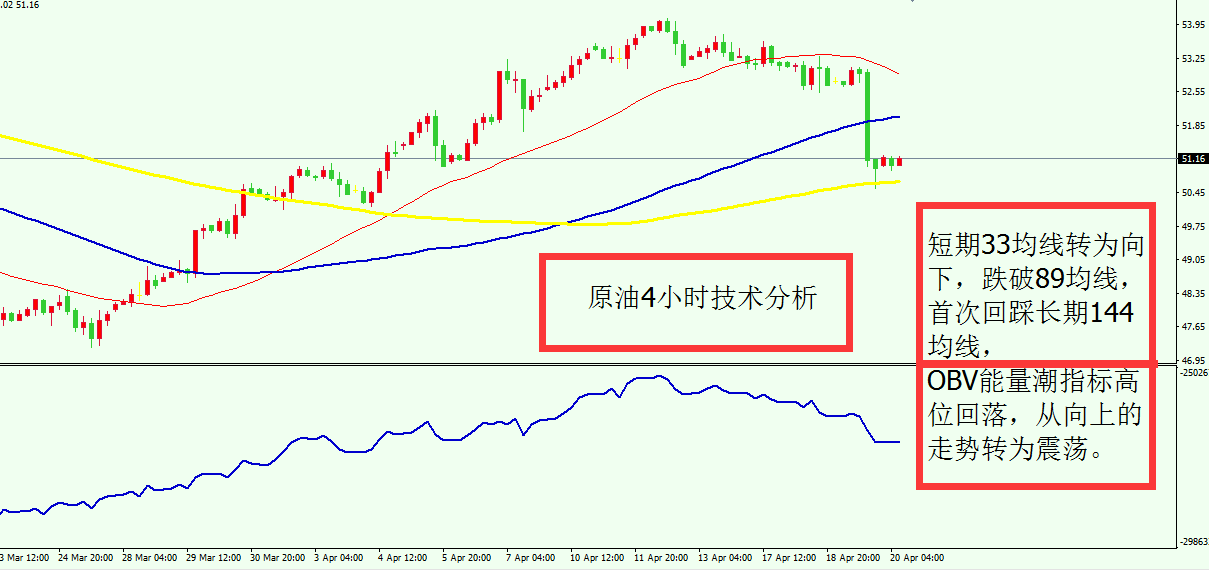 .02 51.16
53.95
53.25
52.55
51.85
51.16
50.45
49.75
49.05
48.35
47.65
46.95
原油4小时技术分析
短期33均线转为向
下，跌破89均线，
首次回踩长期144
均线，
OBV能量潮指标高
位回落，从向上的
走势转为震荡。
-25026
-29863
3 Mar 12:00 24 Mar 20:00 28 Mar 04:00 29 Mar 12:00 30 Mar 20:00 3 Apr 04:00 4 Apr 12:00 5 Apr 20:00 7 Apr 04:00 10 Apr 12:00 11 Apr 20:00 13 Apr 04:00 17 Apr 12:00 18 Apr 20:00 20 Apr 04:00